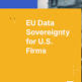 EU Data
Sovereignty
for U.S.
Firms